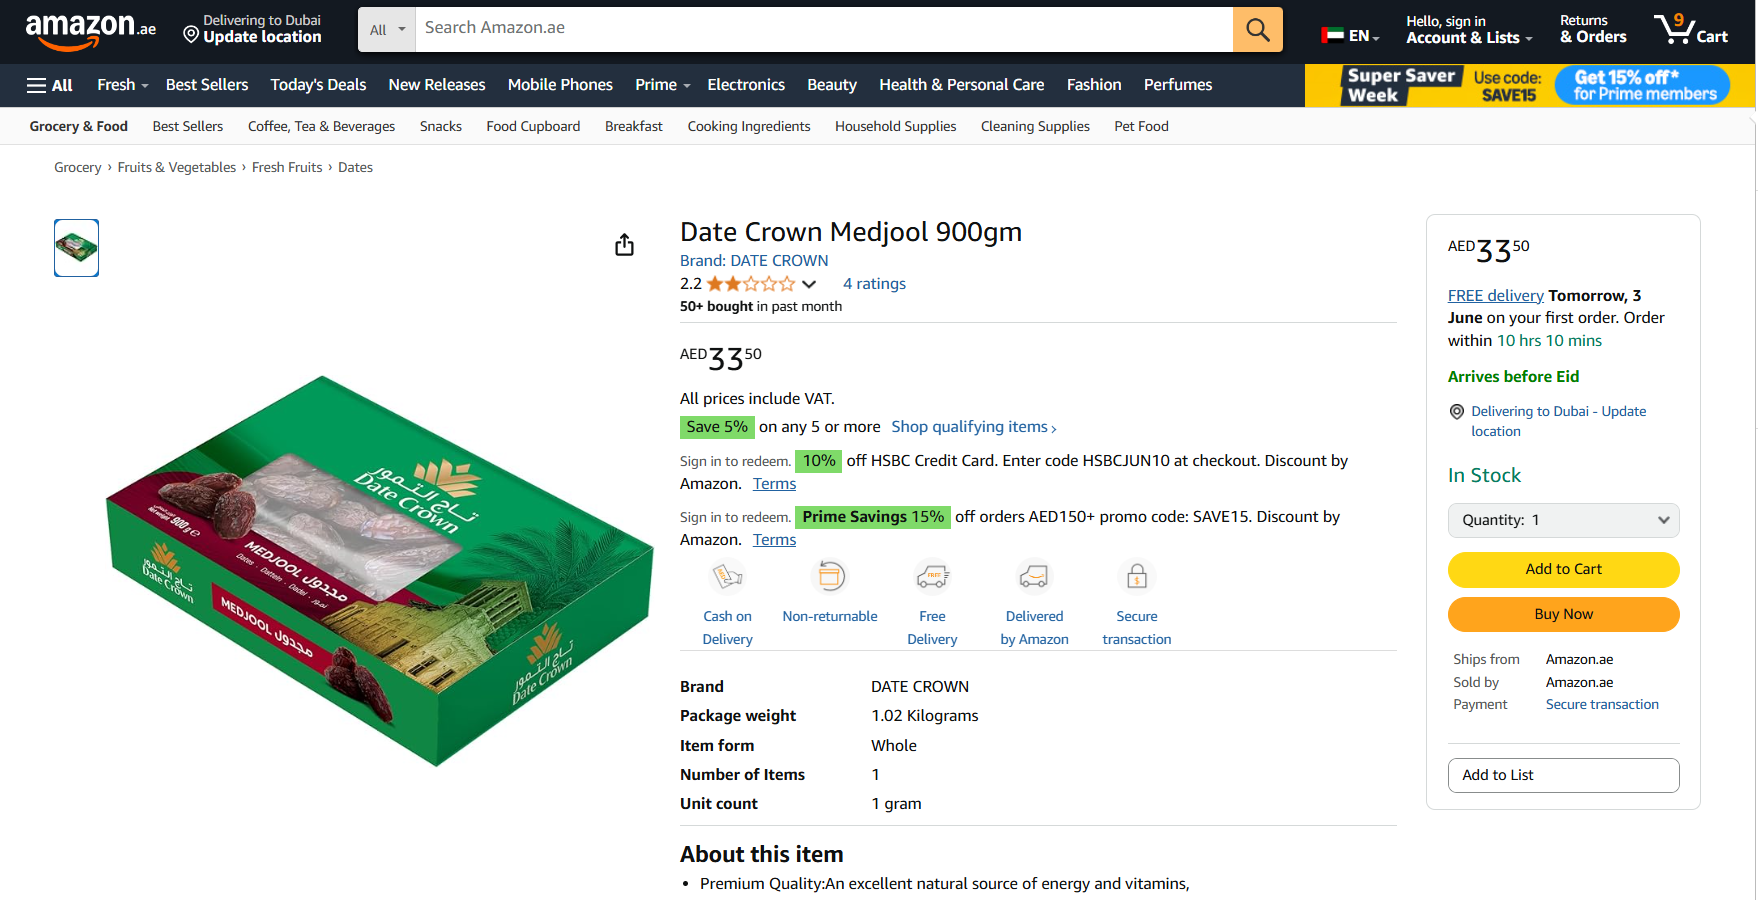 amazon.ae
Delivering to Dubai
Update location
All
Search Amazon.ae
EN
Hello, sign in
Account & Lists
Returns
& Orders
9
Cart
All
Fresh
Best Sellers
Today's Deals
New Releases
Mobile Phones
Prime
Electronics
Beauty
Health & Personal Care
Fashion
Perfumes
Super Saver
Week
Use code:
SAVE15
Get 15% off*
for Prime members
Grocery & Food
Best Sellers
Coffee, Tea & Beverages
Snacks
Food Cupboard
Breakfast
Cooking Ingredients
Household Supplies
Cleaning Supplies
Pet Food
Grocery › Fruits & Vegetables › Fresh Fruits › Dates
تاج التمور
Date Crown
900g e
MEDJOOL مجدول
Dates . Datteln . Dadel . تمور
تاج التمور
Date Crown
MEDJOOL مجدول
تاج التمور
Date Crown
Date Crown Medjool 900gm
Brand: DATE CROWN
2.2
4 ratings
50+ bought in past month
AED33 50
All prices include VAT.
Save 5% on any 5 or more Shop qualifying items ›
Sign in to redeem. 10% off HSBC Credit Card. Enter code HSBCJUN10 at checkout. Discount by
Amazon. Terms
Sign in to redeem. Prime Savings 15% off orders AED150+ promo code: SAVE15. Discount by
Amazon. Terms
FREE
Cash on
Delivery
Non-returnable
Free
Delivery
Delivered
by Amazon
Secure
transaction
Brand DATE CROWN
Package weight 1.02 Kilograms
Item form Whole
Number of Items 1
Unit count 1 gram
About this item
• Premium Quality:An excellent natural source of energy and vitamins,
AED33 50
FREE delivery Tomorrow, 3
June on your first order. Order
within 10 hrs 10 mins
Arrives before Eid
Delivering to Dubai - Update
location
In Stock
Quantity: 1
Add to Cart
Buy Now
Ships from Amazon.ae
Sold by Amazon.ae
Payment Secure transaction
Add to List